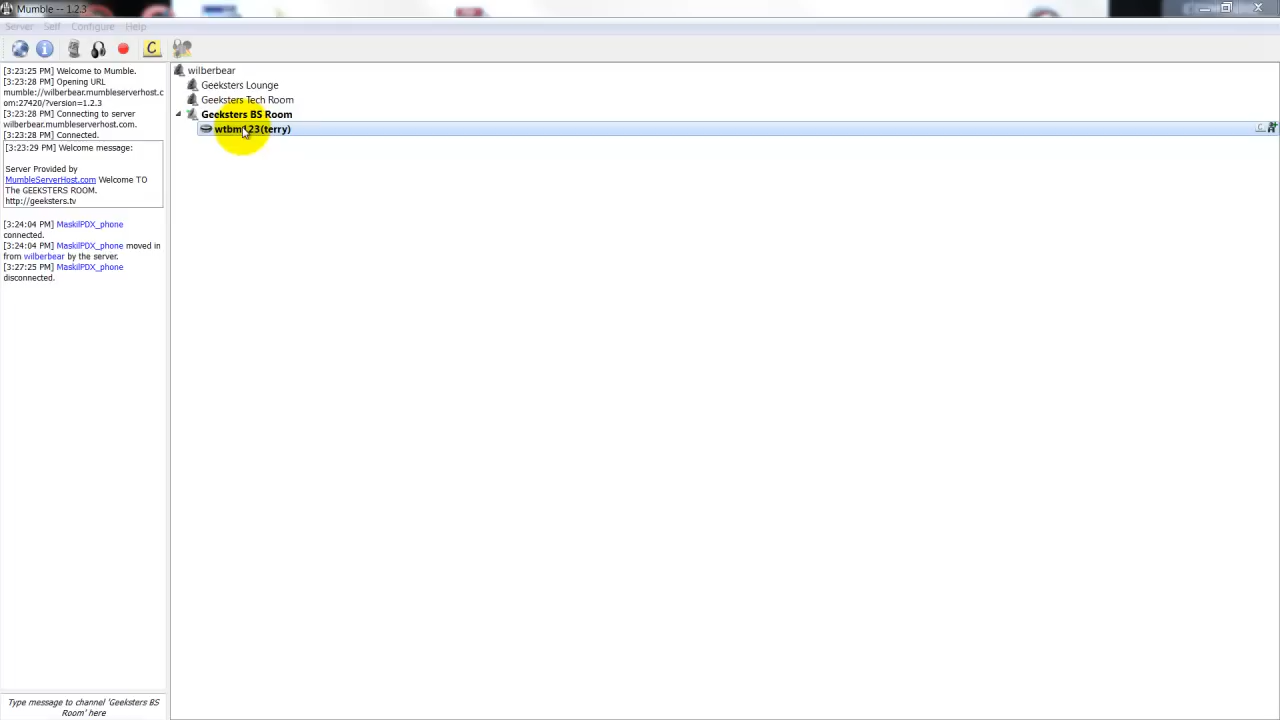 Mumble -- 1.2.3
Server Self Configure Help
[3:23:25 PM] Welcome to Mumble.
[3:23:28 PM] Opening URL
mumble://wilberbear.mumbleserverhost.c
om:27420/?version=1.2.3
[3:23:28 PM] Connecting to server
wilberbear.mumbleserverhost.com.
[3:23:28 PM] Connected.
[3:23:29 PM] Welcome message:
Server Provided by
MumbleServerHost.com Welcome TO
The GEEKSTERS ROOM.
http://geeksters.tv
[3:24:04 PM] MaskilPDX_phone
connected.
[3:24:04 PM] MaskilPDX_phone moved in
from wilberbear by the server.
[3:27:25 PM] MaskilPDX_phone
disconnected.
Type message to channel 'Geeksters BS
Room' here
wilberbear
Geeksters Lounge
Geeksters Tech Room
Geeksters BS Room
wtbm123(terry)